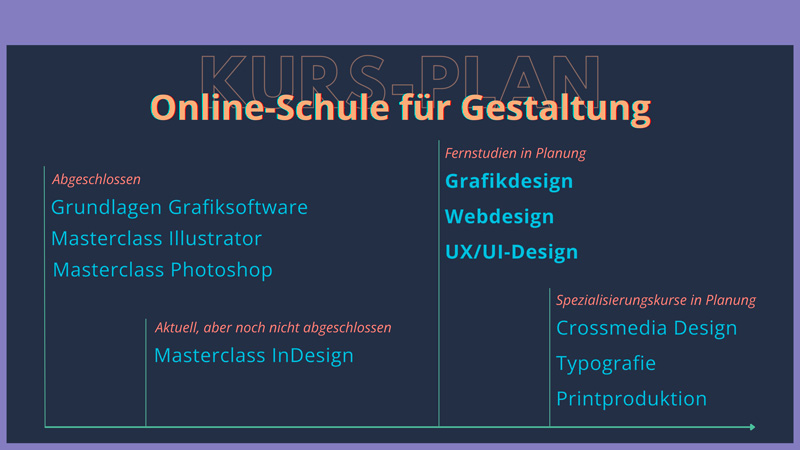 KURS-PLAN
Online-Schule für Gestaltung
Abgeschlossen
Grundlagen Grafiksoftware
Masterclass Illustrator
Masterclass Photoshop
Aktuell, aber noch nicht abgeschlossen
Masterclass InDesign
Fernstudien in Planung
Grafikdesign
Webdesign
UX/UI-Design
Spezialisierungskurse in Planung
Crossmedia Design
Typografie
Printproduktion